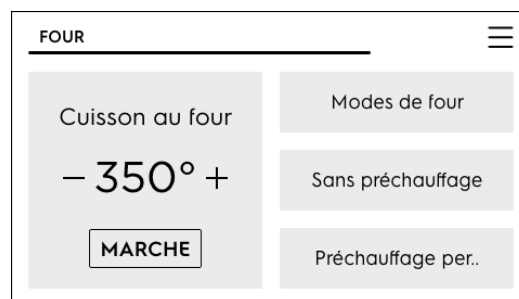 FOUR
Cuisson au four
− 350° +
MARCHE
Modes de four
Sans préchauffage
Préchauffage per..